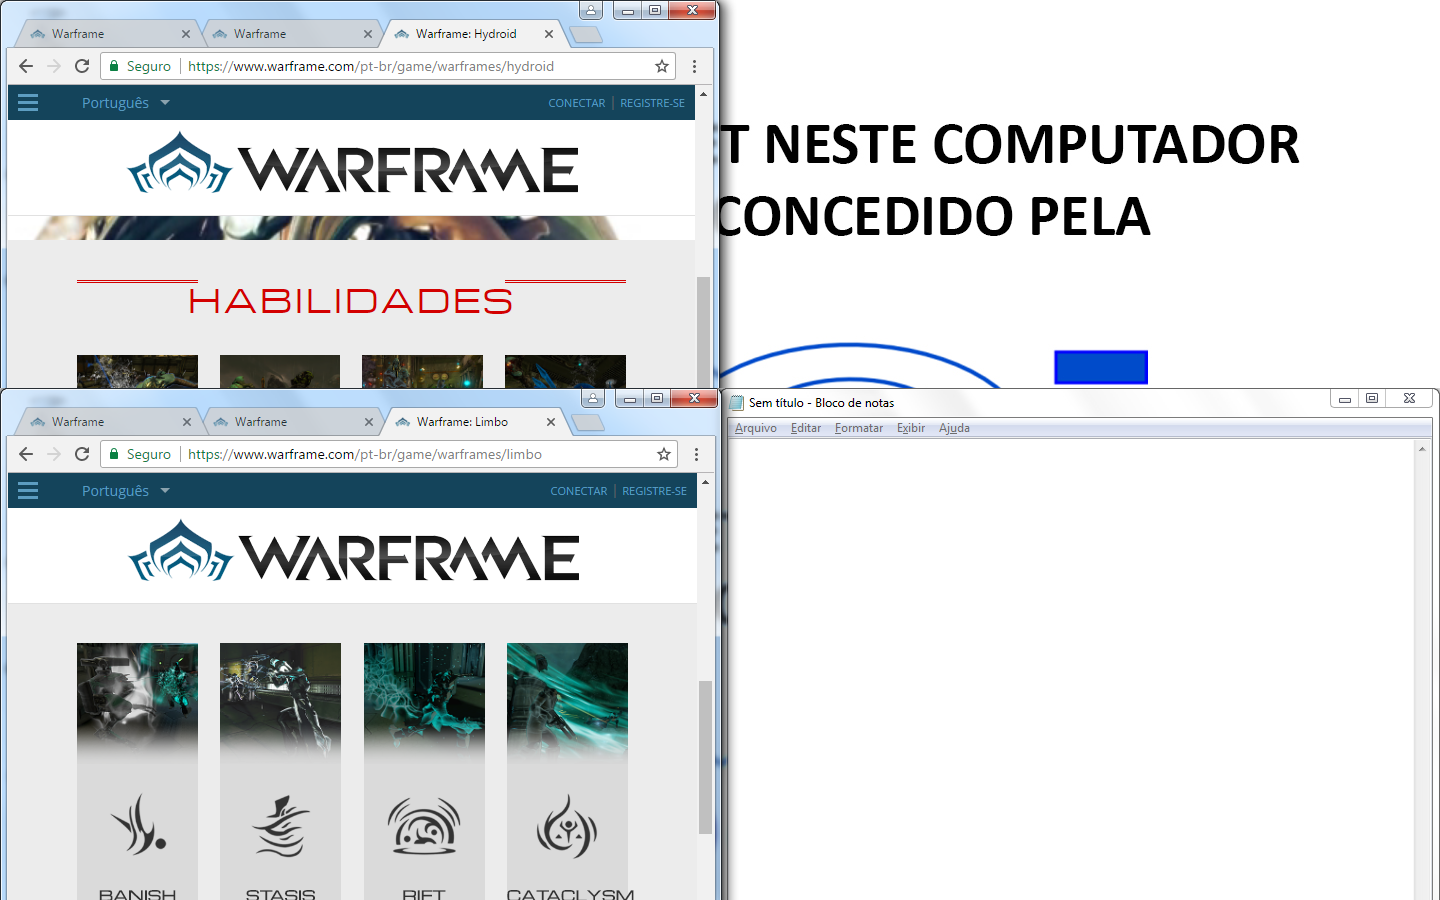 Warframe
Warframe
Warframe: Hydroid
Seguro
https://www.warframe.com/pt-br/game/warframes/hydroid
Português
CONECTAR | REGISTRE-SE
WARFRAME
HABILIDADES
T NESTE COMPUTADOR
CONCEDIDO PELA
Warframe
Warframe
Warframe: Limbo
Seguro
https://www.warframe.com/pt-br/game/warframes/limbo
Português
CONECTAR | REGISTRE-SE
WARFRAME
BANISH
STASIS
RIFT
CATACLYSM
Sem título - Bloco de notas
Arquivo Editar Formatar Exibir Ajuda